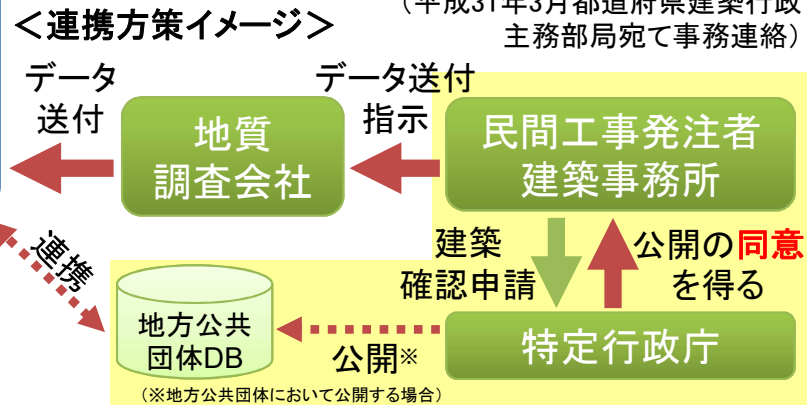 （平成31年3月都道府県建築行政
主務部局宛て事務連絡）
＜連携方策イメージ＞
データ
送付
地質
調査会社
データ送付
指示
民間工事発注者
建築事務所
連携
建築
確認申請
公開の同意
を得る
地方公共
団体DB
公開※
特定行政庁
（※地方公共団体において公開する場合）